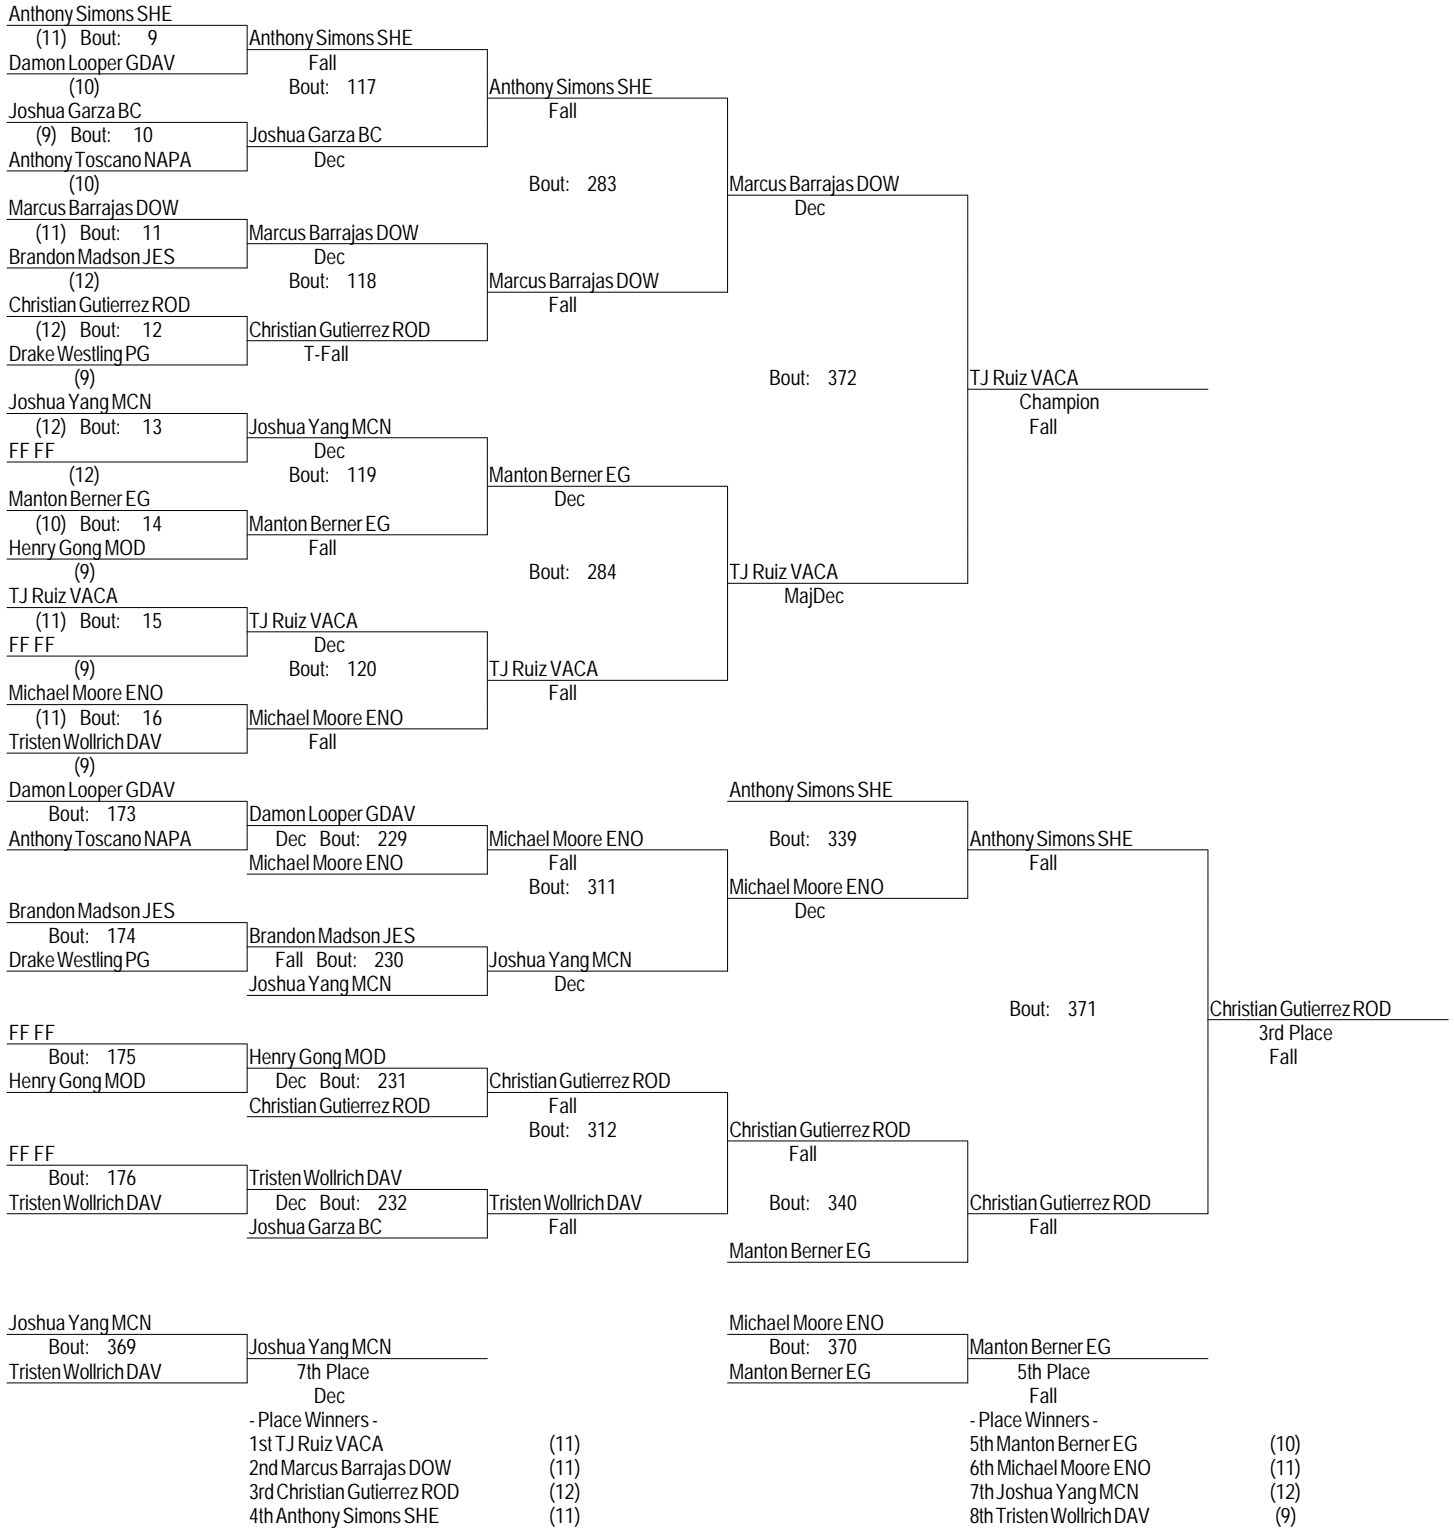 Anthony Simons SHE
(11) Bout: 9 Anthony Simons SHE
Damon Looper GDAV Fall
(10) Bout: 117 Anthony Simons SHE
Joshua Garza BC Fall
(9) Bout: 10 Joshua Garza BC
Anthony Toscano NAPA Dec
(10) Bout: 283 Marcus Barrajas DOW
Marcus Barrajas DOW Dec
(11) Bout: 11 Marcus Barrajas DOW
Brandon Madson JES Dec
(12) Bout: 118 Marcus Barrajas DOW
Christian Gutierrez ROD Fall
(12) Bout: 12 Christian Gutierrez ROD
Drake Westling PG T-Fall
(9) Bout: 372 TJ Ruiz VACA
Joshua Yang MCN Champion
(12) Bout: 13 Joshua Yang MCN Fall
FF FF Dec
(12) Bout: 119 Manton Berner EG
Manton Berner EG Dec
(10) Bout: 14 Manton Berner EG
Henry Gong MOD Fall
(9) Bout: 284 TJ Ruiz VACA
TJ Ruiz VACA MajDec
(11) Bout: 15 TJ Ruiz VACA
FF FF Dec
(9) Bout: 120 TJ Ruiz VACA
Michael Moore ENO Fall
(11) Bout: 16 Michael Moore ENO
Tristen Wollrich DAV Fall
(9)
Damon Looper GDAV Anthony Simons SHE
Bout: 173 Damon Looper GDAV
Anthony Toscano NAPA Dec Bout: 229 Michael Moore ENO Bout: 339 Anthony Simons SHE
Michael Moore ENO Fall Fall
Bout: 311 Michael Moore ENO
Brandon Madson JES Dec
Bout: 174 Brandon Madson JES
Drake Westling PG Fall Bout: 230 Joshua Yang MCN
Joshua Yang MCN Dec
Bout: 371 Christian Gutierrez ROD
FF FF 3rd Place
Bout: 175 Henry Gong MOD Fall
Henry Gong MOD Dec Bout: 231 Christian Gutierrez ROD
Christian Gutierrez ROD Fall
Bout: 312 Christian Gutierrez ROD
FF FF Fall
Bout: 176 Tristen Wollrich DAV
Tristen Wollrich DAV Dec Bout: 232 Tristen Wollrich DAV Bout: 340 Christian Gutierrez ROD
Joshua Garza BC Fall Fall
Manton Berner EG
Joshua Yang MCN Michael Moore ENO
Bout: 369 Joshua Yang MCN Bout: 370 Manton Berner EG
Tristen Wollrich DAV 7th Place Manton Berner EG 5th Place
Dec Fall
- Place Winners - - Place Winners -
1st TJ Ruiz VACA (11) 5th Manton Berner EG (10)
2nd Marcus Barrajas DOW (11) 6th Michael Moore ENO (11)
3rd Christian Gutierrez ROD (12) 7th Joshua Yang MCN (12)
4th Anthony Simons SHE (11) 8th Tristen Wollrich DAV (9)